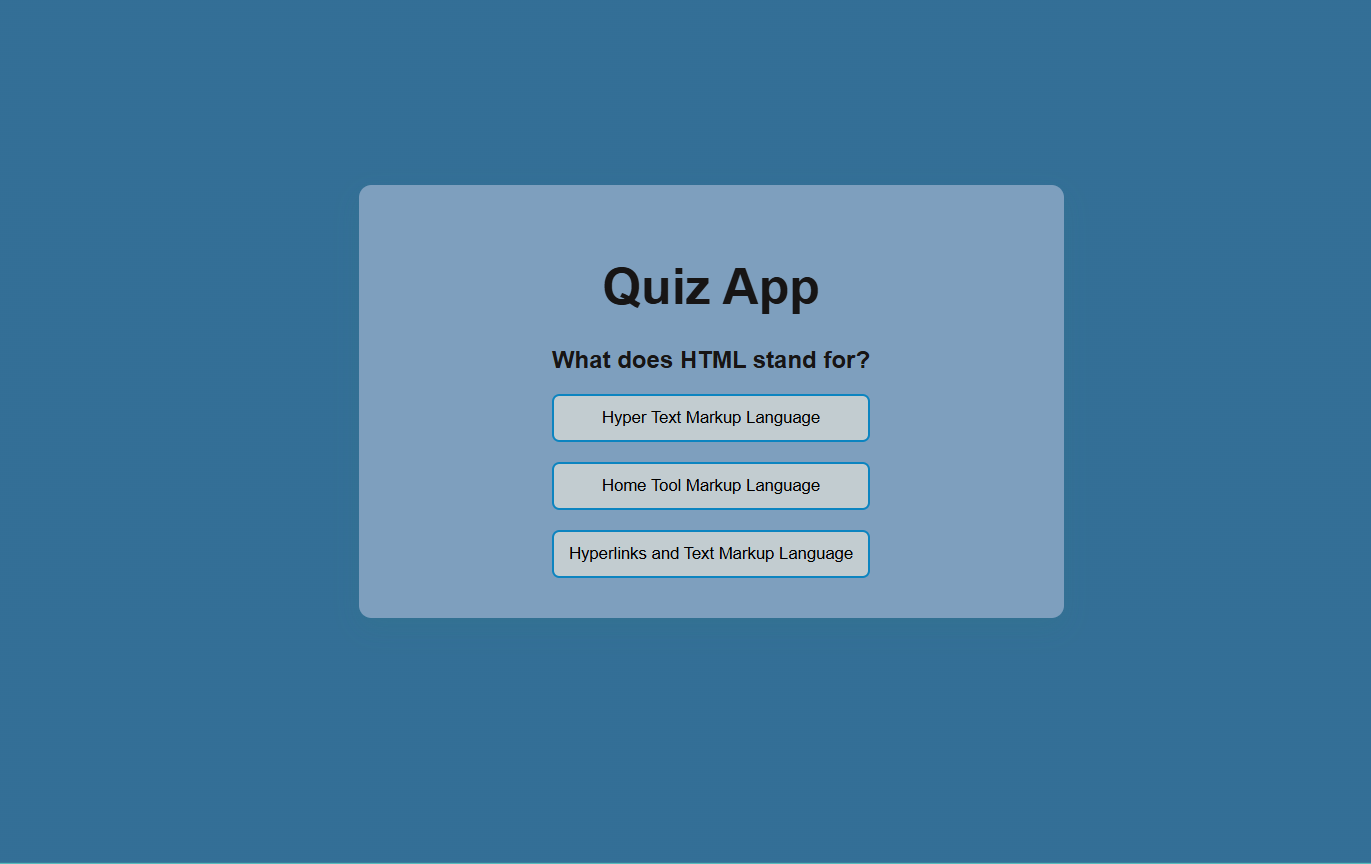 Quiz App
What does HTML stand for?
Hyper Text Markup Language
Home Tool Markup Language
Hyperlinks and Text Markup Language